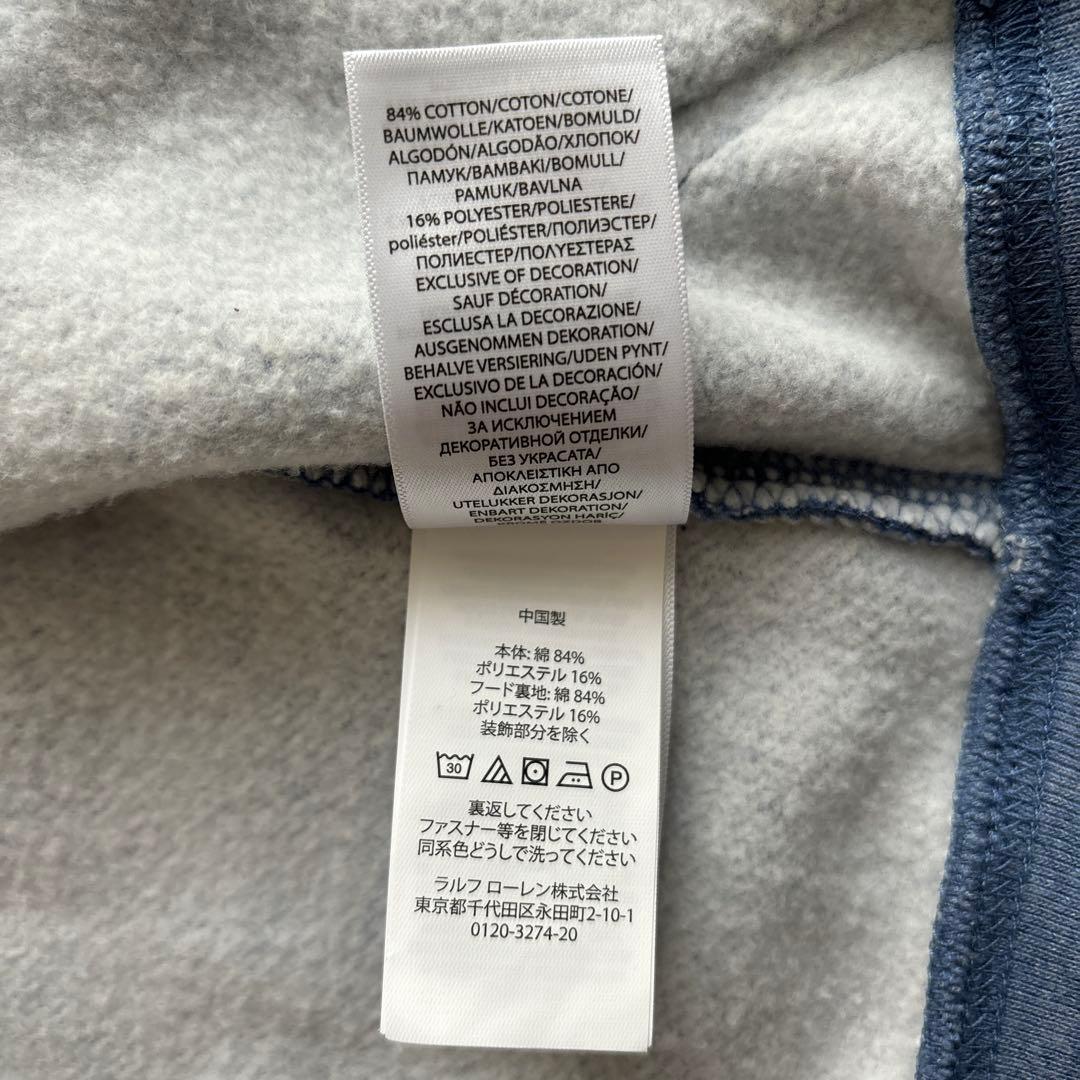 84% COTTON/COTON/COTONE/
BAUMWOLLE/KATOEN/BOMULD/
ALGODÓN/ALGODÃO/ХЛОПОК/
ПАМУК/ΒΑΜΒΑΚΙ/BOMULL/
PAMUK/BAVLNA
16% POLYESTER/POLIESTERE/
poliéster/POLIÉSTER/ПОЛИЭСТЕР/
ПОЛИЕСТЕР/ΠΟΛΥΕΣΤΕΡΑΣ
EXCLUSIVE OF DECORATION/
SAUF DÉCORATION/
ESCLUSA LA DECORAZIONE/
AUSGENOMMEN DEKORATION/
BEHALVE VERSIERING/UDEN PYNT/
EXCLUSIVO DE LA DECORACIÓN/
NÃO INCLUI DECORAÇÃO/
ЗА ИСКЛЮЧЕНИЕМ
ДЕКОРАТИВНОЙ ОТДЕЛКИ/
БЕЗ УКРАСАТА/
ΑΠΟΚΛΕΙΣΤΙΚΗ ΑΠΟ
ΔΙΑΚΟΣΜΗΣΗ/
UTELUKKER DEKORASJON/
ENBART DEKORATION/
DEKORASYON HARİÇ/
KROMĚ OZDOB
中国製
本体: 綿 84%
ポリエステル 16%
フード裏地: 綿 84%
ポリエステル 16%
装飾部分を除く
30 P
裏返してください
ファスナー等を閉じてください
同系色どうしで洗ってください
ラルフ ローレン株式会社
東京都千代田区永田町2-10-1
0120-3274-20